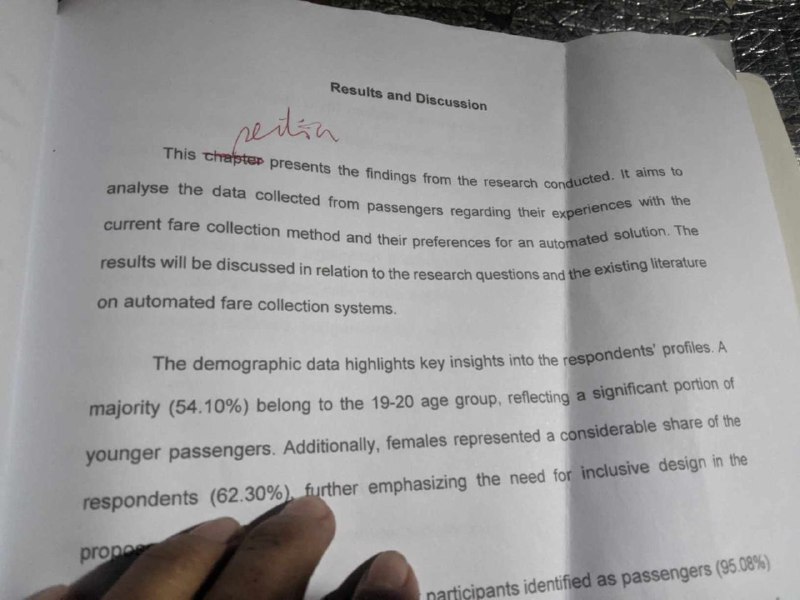 Results and Discussion
section
This chapter presents the findings from the research conducted. It aims to
analyse the data collected from passengers regarding their experiences with the
current fare collection method and their preferences for an automated solution. The
results will be discussed in relation to the research questions and the existing literature
on automated fare collection systems.
The demographic data highlights key insights into the respondents' profiles. A
majority (54.10%) belong to the 19-20 age group, reflecting a significant portion of
younger passengers. Additionally, females represented a considerable share of the
respondents (62.30%), further emphasizing the need for inclusive design in the
participants identified as passengers (95.08%)